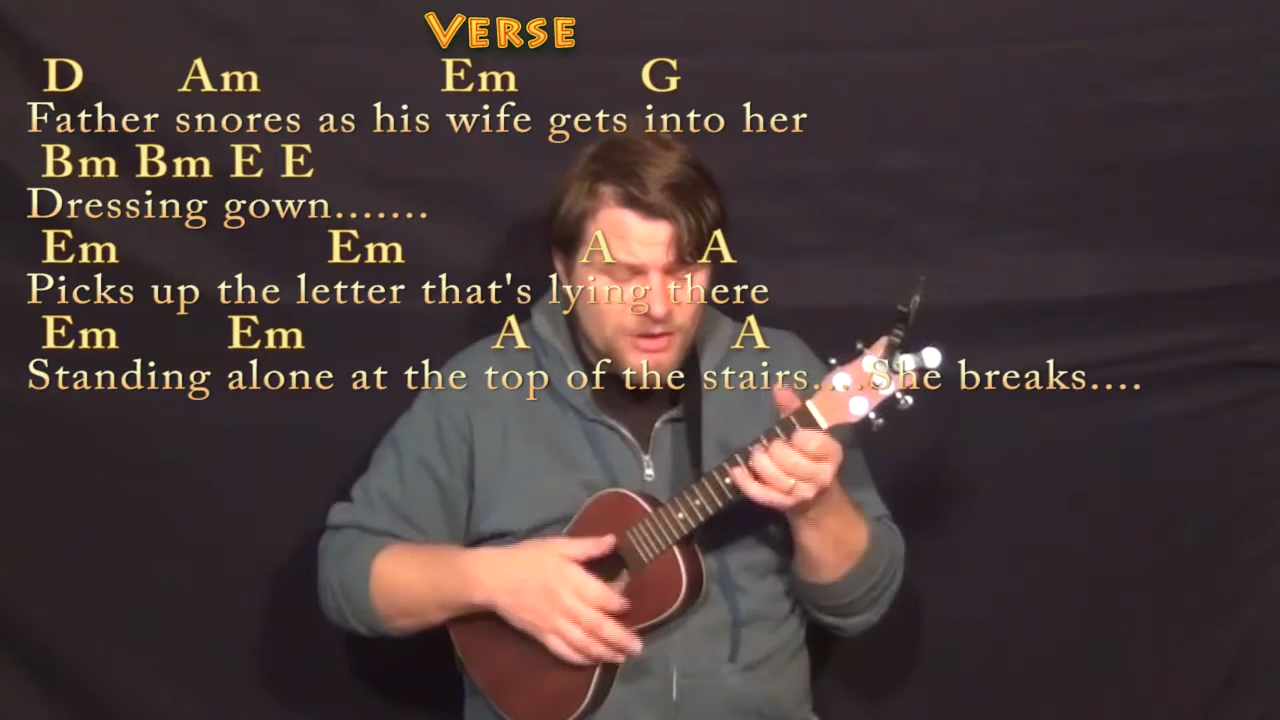 VERSE
D Am Em G
Father snores as his wife gets into her
Bm Bm E E
Dressing gown.......
Em Em A A
Picks up the letter that's lying there
Em Em A A
Standing alone at the top of the stairs....She breaks....